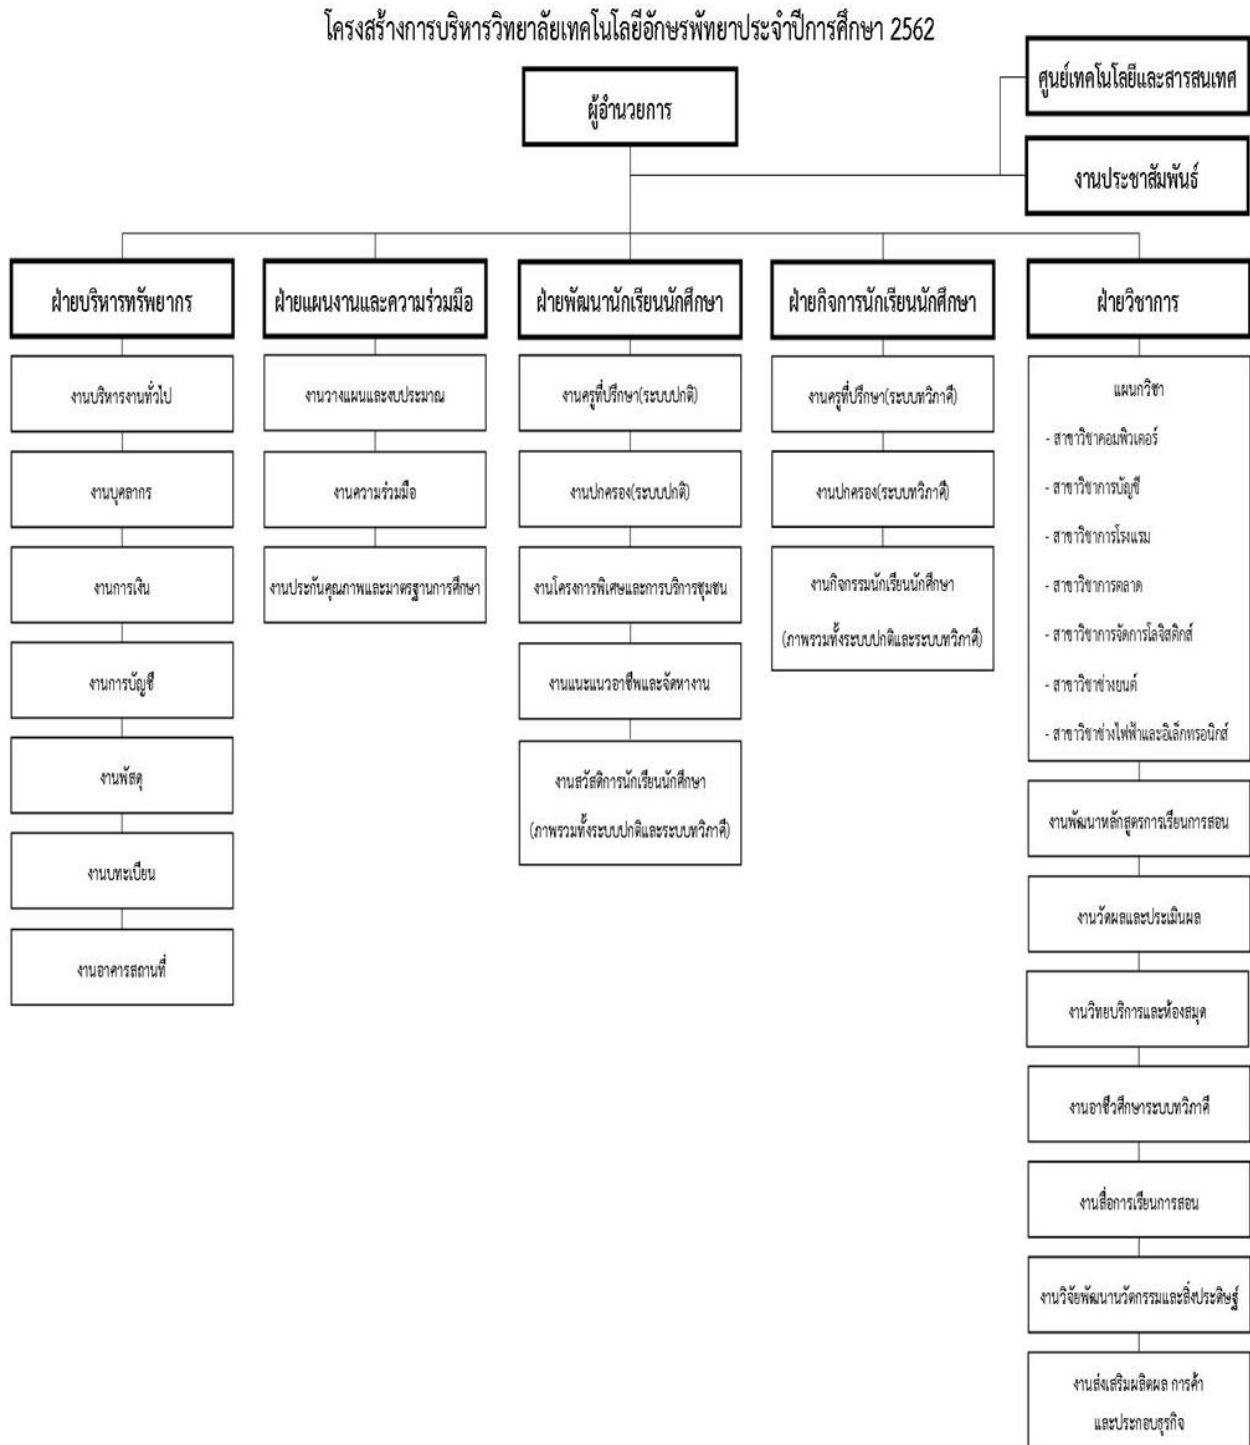 โครงสร้างการบริหารวิทยาลัยเทคโนโลยีอักษรพัทยาประจำปีการศึกษา 2562
ผู้อำนวยการ
ศูนย์เทคโนโลยีและสารสนเทศ
งานประชาสัมพันธ์
ฝ่ายบริหารทรัพยากร
งานบริหารงานทั่วไป
งานบุคลากร
งานการเงิน
งานการบัญชี
งานพัสดุ
งานบทะเบียน
งานอาคารสถานที่
ฝ่ายแผนงานและความร่วมมือ
งานวางแผนและงบประมาณ
งานความร่วมมือ
งานประกันคุณภาพและมาตรฐานการศึกษา
ฝ่ายพัฒนานักเรียนนักศึกษา
งานครูที่ปรึกษา(ระบบปกติ)
งานปกครอง(ระบบปกติ)
งานโครงการพิเศษและการบริการชุมชน
งานแนะแนวอาชีพและจัดหางาน
งานสวัสดิการนักเรียนนักศึกษา
(ภาพรวมทั้งระบบปกติและระบบทวิภาคี)
ฝ่ายกิจการนักเรียนนักศึกษา
งานครูที่ปรึกษา(ระบบทวิภาคี)
งานปกครอง(ระบบทวิภาคี)
งานกิจกรรมนักเรียนนักศึกษา
(ภาพรวมทั้งระบบปกติและระบบทวิภาคี)
ฝ่ายวิชาการ
แผนกวิชา
- สาขาวิชาคอมพิวเตอร์
- สาขาวิชาการบัญชี
- สาขาวิชาการโรงแรม
- สาขาวิชาการตลาด
- สาขาวิชาการจัดการโลจิสติกส์
- สาขาวิชาช่างยนต์
- สาขาวิชาช่างไฟฟ้าและอิเล็กทรอนิกส์
งานพัฒนาหลักสูตรการเรียนการสอน
งานวัดผลและประเมินผล
งานวิทยบริการและห้องสมุด
งานอาชีวศึกษาระบบทวิภาคี
งานสื่อการเรียนการสอน
งานวิจัยพัฒนานวัตกรรมและสิ่งประดิษฐ์
งานส่งเสริมผลิตผล การค้า
และประกอบธุรกิจ